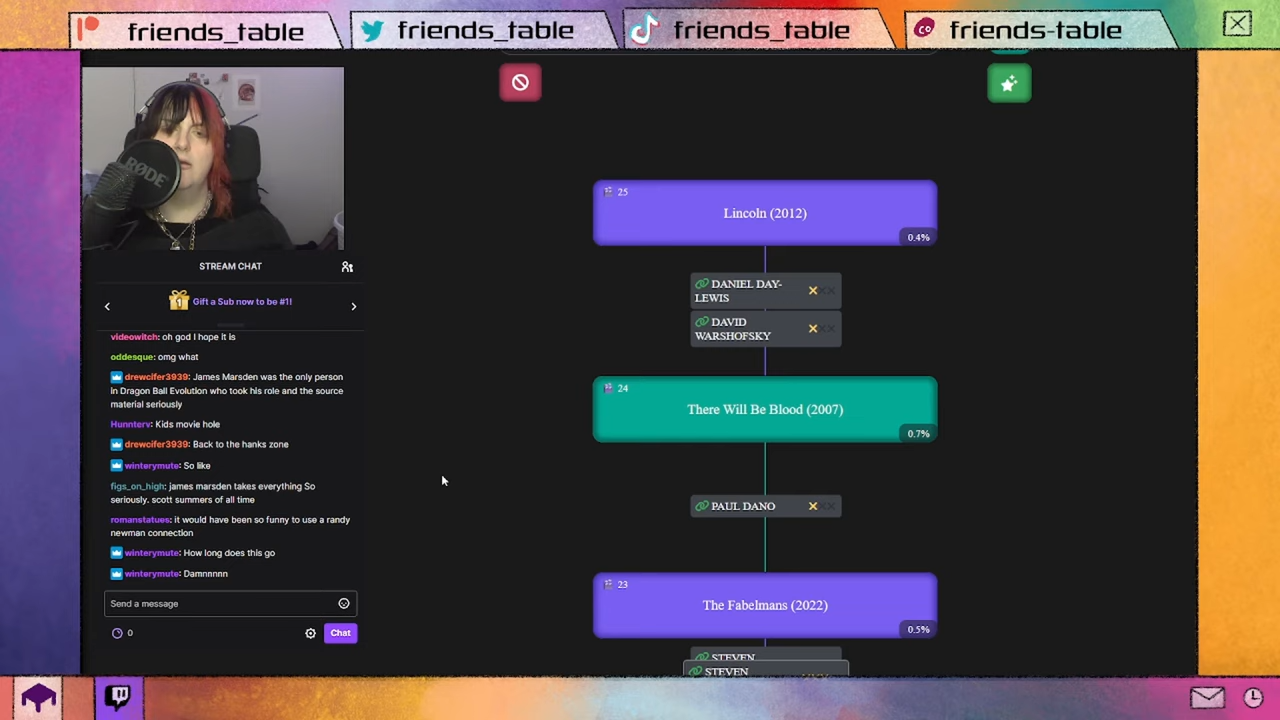 friends_table
friends_table
friends_table
friends-table
RØDE
STREAM CHAT
Gift a Sub now to be #1!
1
videowitch: oh god I hope it is
oddesque: omg what
drewcifer3939: James Marsden was the only person
in Dragon Ball Evolution who took his role and the source
material seriously
Hunnterv: Kids movie hole
drewcifer3939: Back to the hanks zone
winterymute: So like
figs_on_high: james marsden takes everything So
seriously. scott summers of all time
romanstatues: it would have been so funny to use a randy
newman connection
winterymute: How long does this go
winterymute: Damnnnnn
Send a message
0
Chat
25
Lincoln (2012)
0.4%
DANIEL DAY-
LEWIS
DAVID
WARSHOFSKY
24
There Will Be Blood (2007)
0.7%
PAUL DANO
23
The Fabelmans (2022)
0.5%
STEVEN
STEVEN